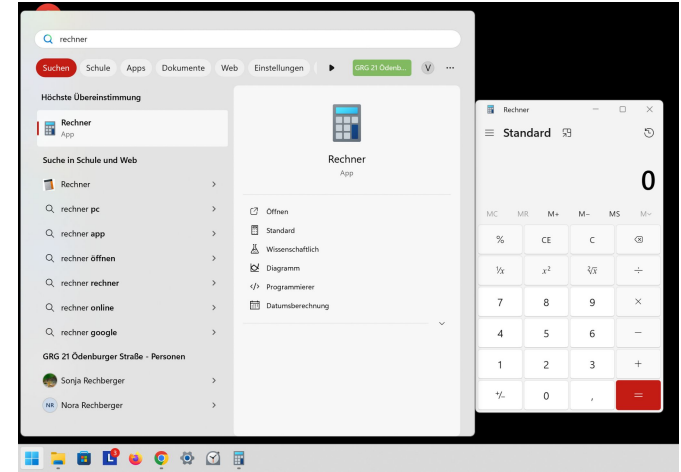 rechner
Suchen Schule Apps Dokumente Web Einstellungen GRG 21 Ödenb... V ...
Höchste Übereinstimmung
Rechner
App
Suche in Schule und Web
Rechner
rechner pc
rechner app
rechner öffnen
rechner rechner
rechner online
rechner google
GRG 21 Ödenburger Straße - Personen
Sonja Rechberger
NR Nora Rechberger
Rechner
App
Öffnen
Standard
Wissenschaftlich
Diagramm
Programmierer
Datumsberechnung
Rechner
Standard
0
MC MR M+ M− MS M˅
% CE C
¹/x x² ²√x ÷
7 8 9 ×
4 5 6 −
1 2 3 +
+/− 0 , =
L 3